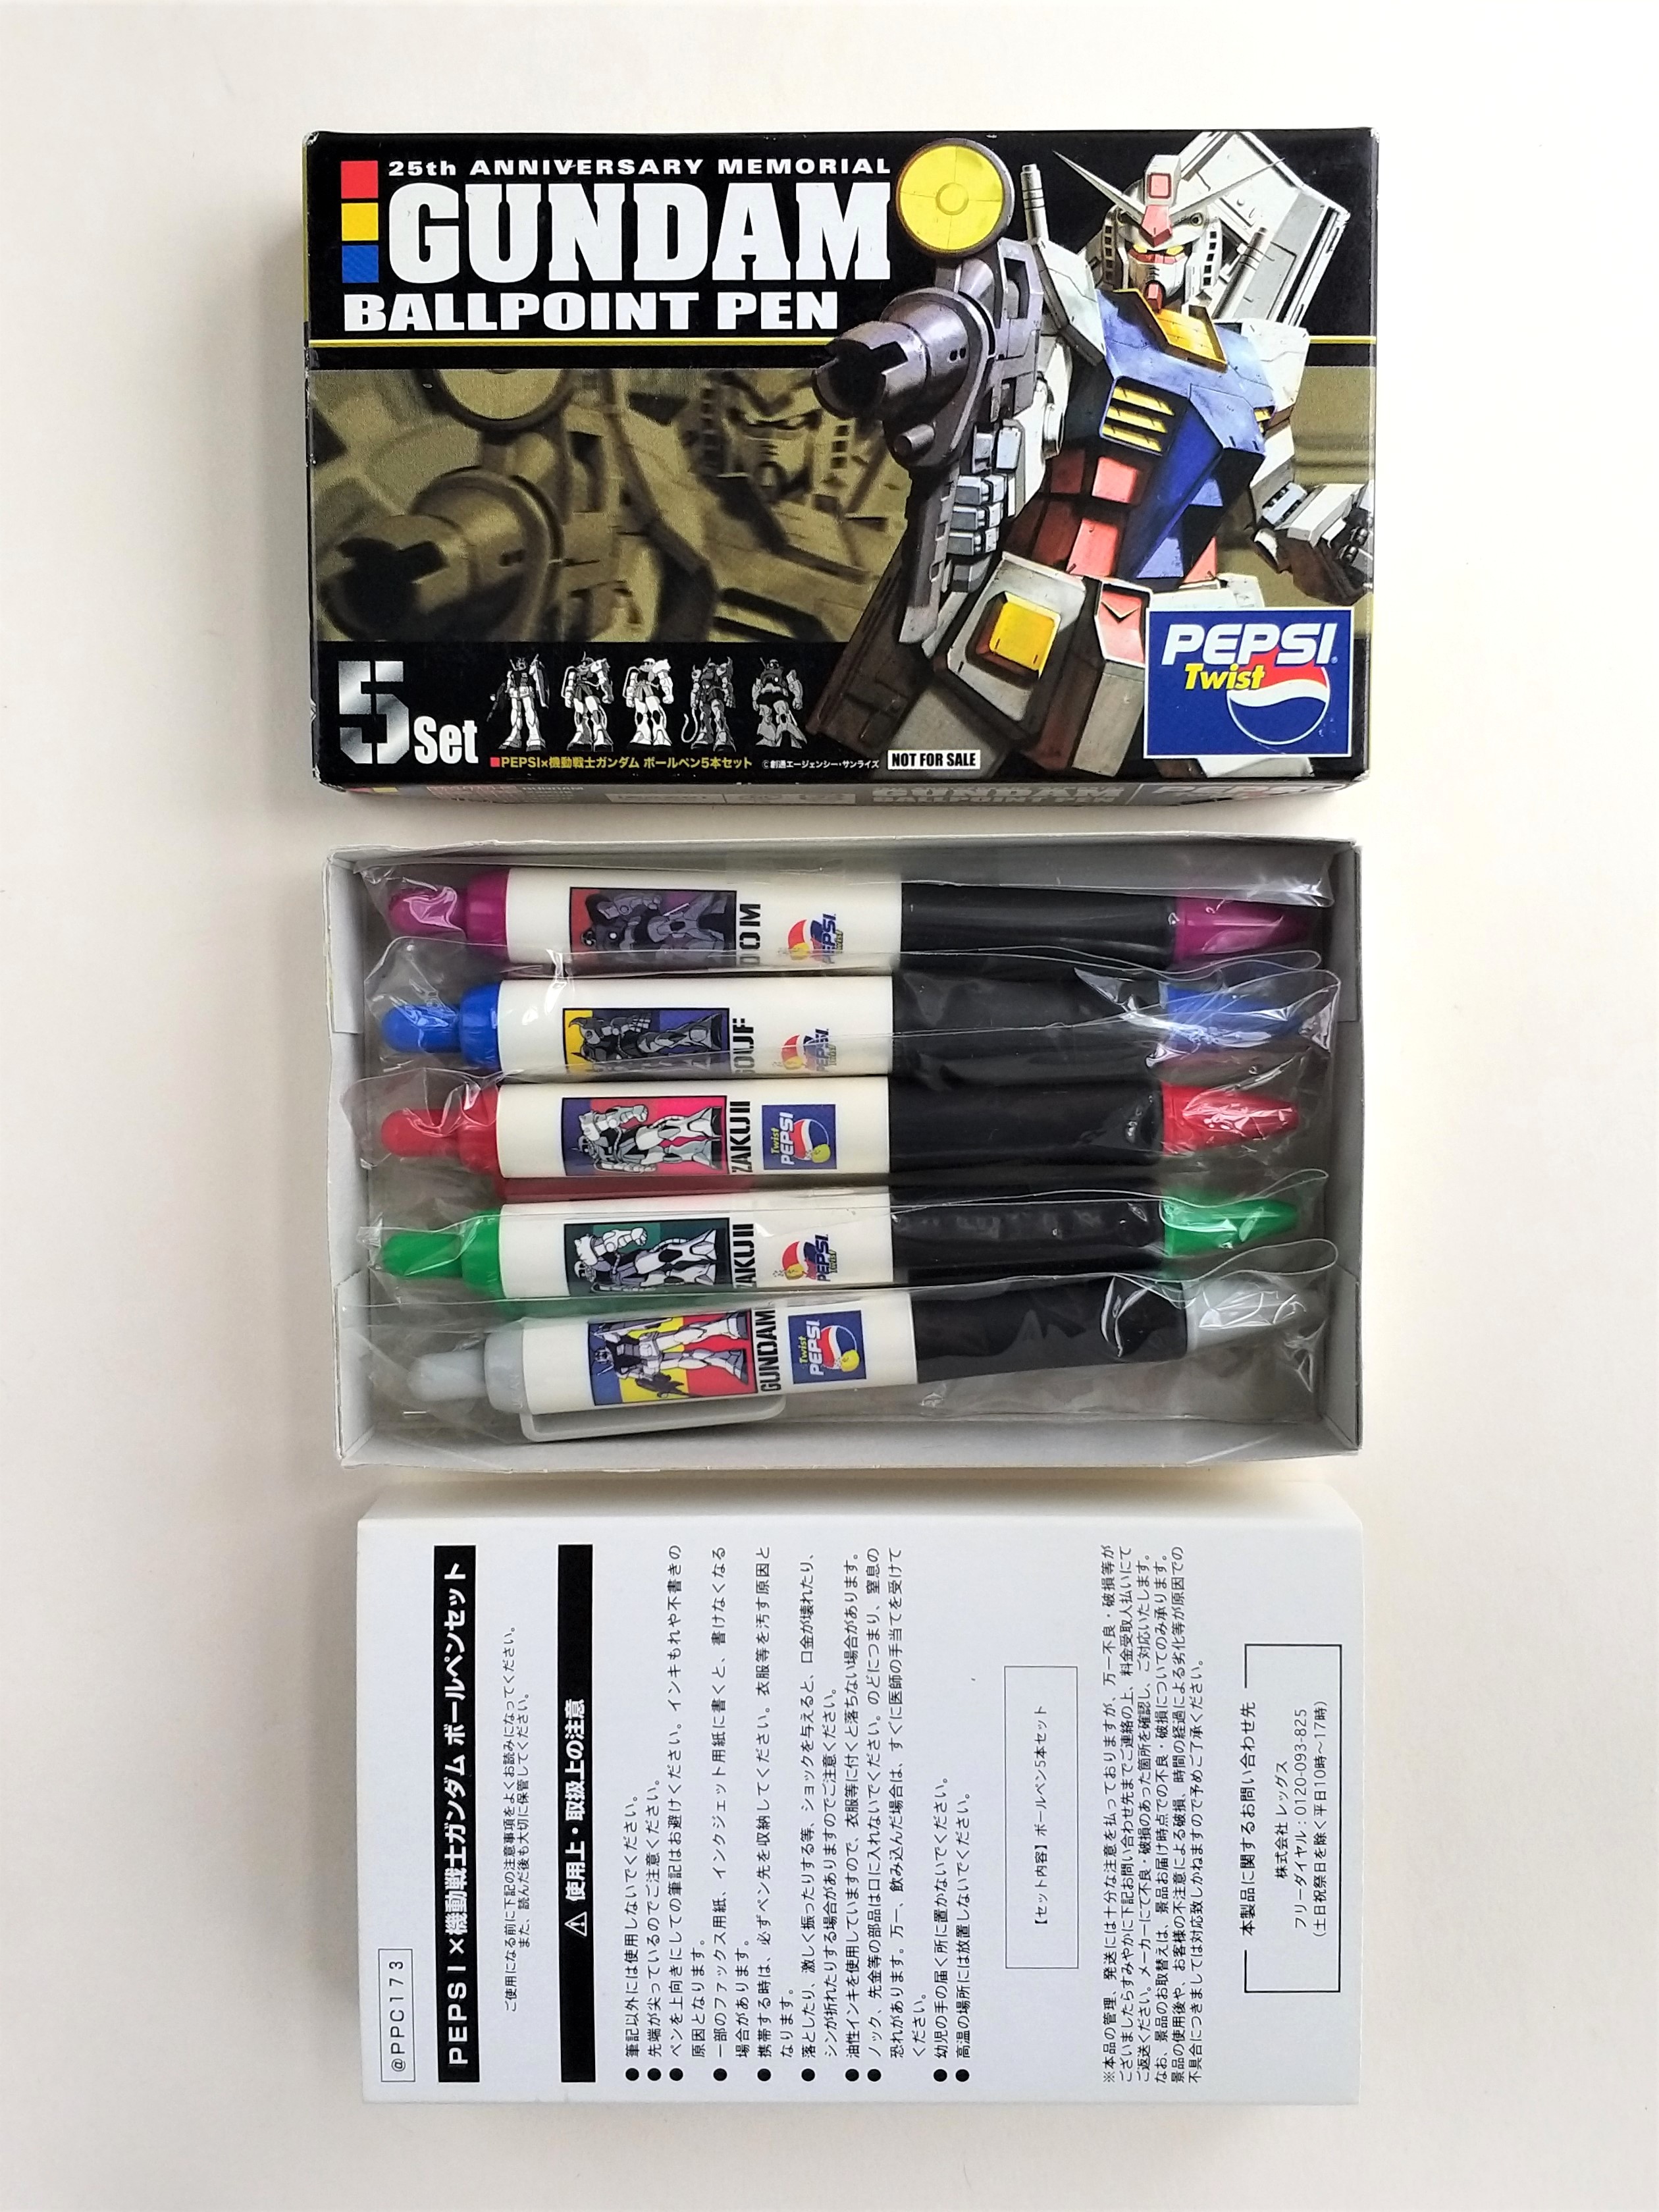 25th ANNIVERSARY MEMORIAL
GUNDAM
BALLPOINT PEN
PEPSI
Twist
5 Set
■PEPSI×機動戦士ガンダム ボールペン5本セット
©創通エージェンシー・サンライズ
NOT FOR SALE
GUNDAM
BALLPOINT PEN
DOM
PEPSI
Twist
GOUF
PEPSI
ZAKUII
Twist
PEPSI
ZAKUII
PEPSI
Twist
GUNDAM
Twist
PEPSI
@PPC173
PEPSI×機動戦士ガンダム ボールペンセット
ご使用になる前に下記の注意事項をよくお読みになってください。
また、読んだ後も大切に保管してください。
⚠ 使用上・取扱上の注意
●筆記以外には使用しないでください。
●先端が尖っているのでご注意ください。
●ペンを上向きにしての筆記はお避けください。インキもれや不書きの
原因となります。
●一部のファックス用紙、インクジェット用紙に書くと、書けなくなる
場合があります。
●携帯する時は、必ずペン先を収納してください。衣服等を汚す原因と
なります。
●落としたり、激しく振ったりする等、ショックを与えると、口金が壊れたり、
シンが折れたりする場合がありますのでご注意ください。
●油性インキを使用していますので、衣服等に付くと落ちない場合があります。
●ノック、先金等の部品は口に入れないでください。のどにつまり、窒息の
恐れがあります。万一、飲み込んだ場合は、すぐに医師の手当てを受けて
ください。
●幼児の手の届く所に置かないでください。
●高温の場所には放置しないでください。
【セット内容】ボールペン5本セット
※本品の管理、発送には十分な注意を払っておりますが、万一不良・破損等が
ございましたらすみやかに下記お問い合わせ先までご連絡の上、料金受取人払いにて
ご返送ください。メーカーにて不良・破損のあった箇所を確認し、ご対応いたします。
なお、景品のお取替えは、景品お届け時点での不良・破損についてのみ承ります。
景品の使用後や、お客様の不注意による破損、時間の経過による劣化等が原因での
不具合につきましては対応致しかねますので予めご了承ください。
本製品に関するお問い合わせ先
株式会社 レッグス
フリーダイヤル：0120-093-825
（土日祝祭日を除く平日10時～17時）